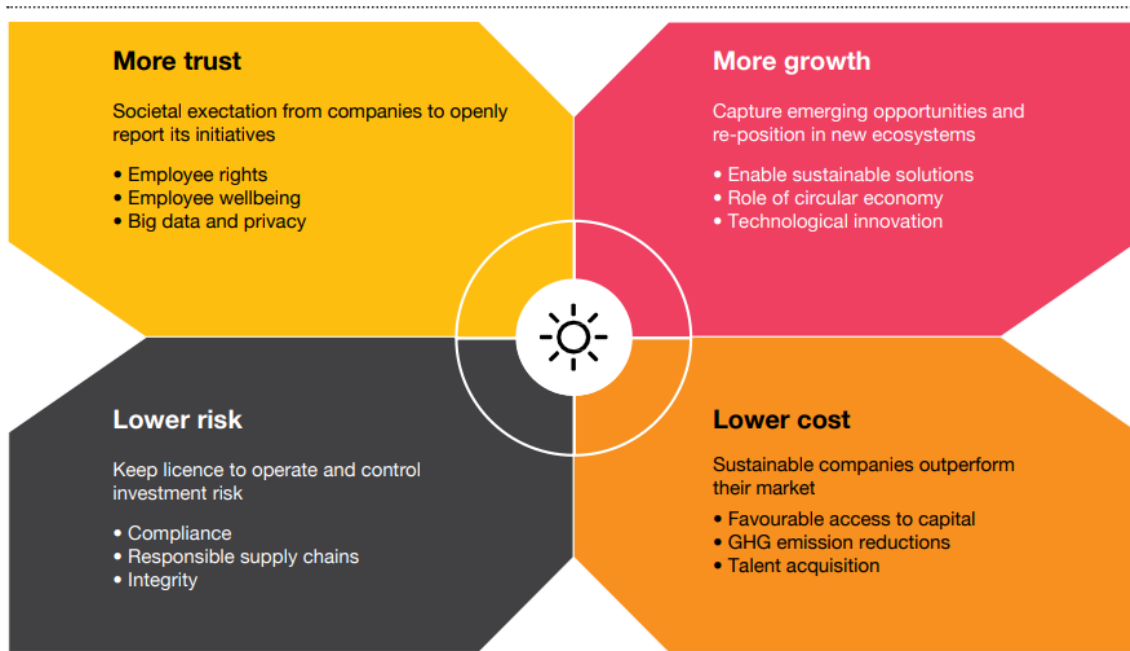 More trust
Societal exectation from companies to openly
report its initiatives
• Employee rights
• Employee wellbeing
• Big data and privacy
More growth
Capture emerging opportunities and
re-position in new ecosystems
• Enable sustainable solutions
• Role of circular economy
• Technological innovation
Lower risk
Keep licence to operate and control
investment risk
• Compliance
• Responsible supply chains
• Integrity
Lower cost
Sustainable companies outperform
their market
• Favourable access to capital
• GHG emission reductions
• Talent acquisition